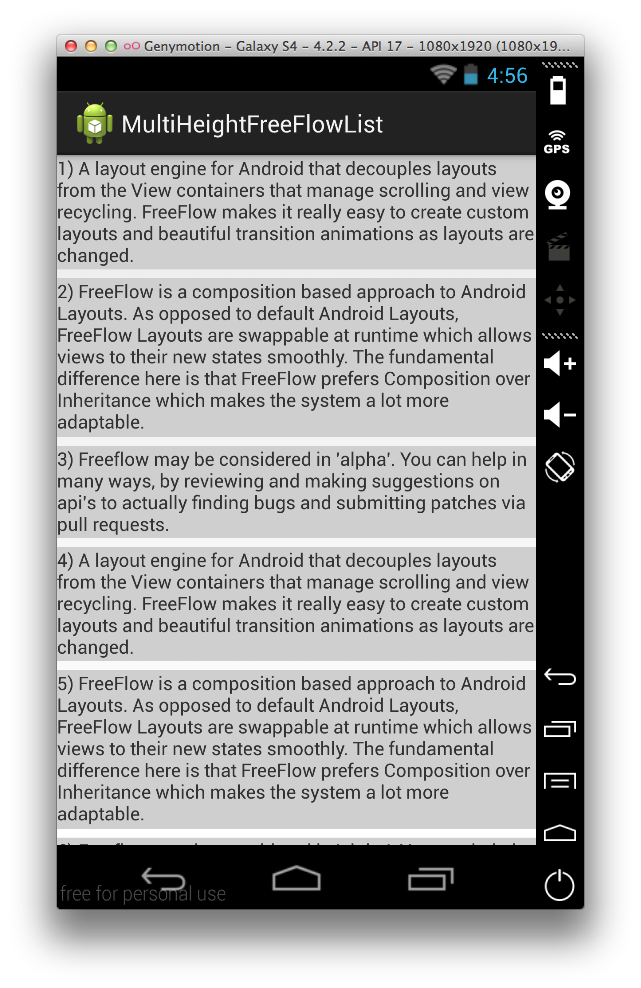 Genymotion - Galaxy S4 - 4.2.2 - API 17 - 1080x1920 (1080x19...
4:56
MultiHeightFreeFlowList
GPS
1) A layout engine for Android that decouples layouts
from the View containers that manage scrolling and view
recycling. FreeFlow makes it really easy to create custom
layouts and beautiful transition animations as layouts are
changed.
2) FreeFlow is a composition based approach to Android
Layouts. As opposed to default Android Layouts,
FreeFlow Layouts are swappable at runtime which allows
views to their new states smoothly. The fundamental
difference here is that FreeFlow prefers Composition over
Inheritance which makes the system a lot more
adaptable.
3) Freeflow may be considered in 'alpha'. You can help in
many ways, by reviewing and making suggestions on
api's to actually finding bugs and submitting patches via
pull requests.
4) A layout engine for Android that decouples layouts
from the View containers that manage scrolling and view
recycling. FreeFlow makes it really easy to create custom
layouts and beautiful transition animations as layouts are
changed.
5) FreeFlow is a composition based approach to Android
Layouts. As opposed to default Android Layouts,
FreeFlow Layouts are swappable at runtime which allows
views to their new states smoothly. The fundamental
difference here is that FreeFlow prefers Composition over
Inheritance which makes the system a lot more
adaptable.
free for personal use